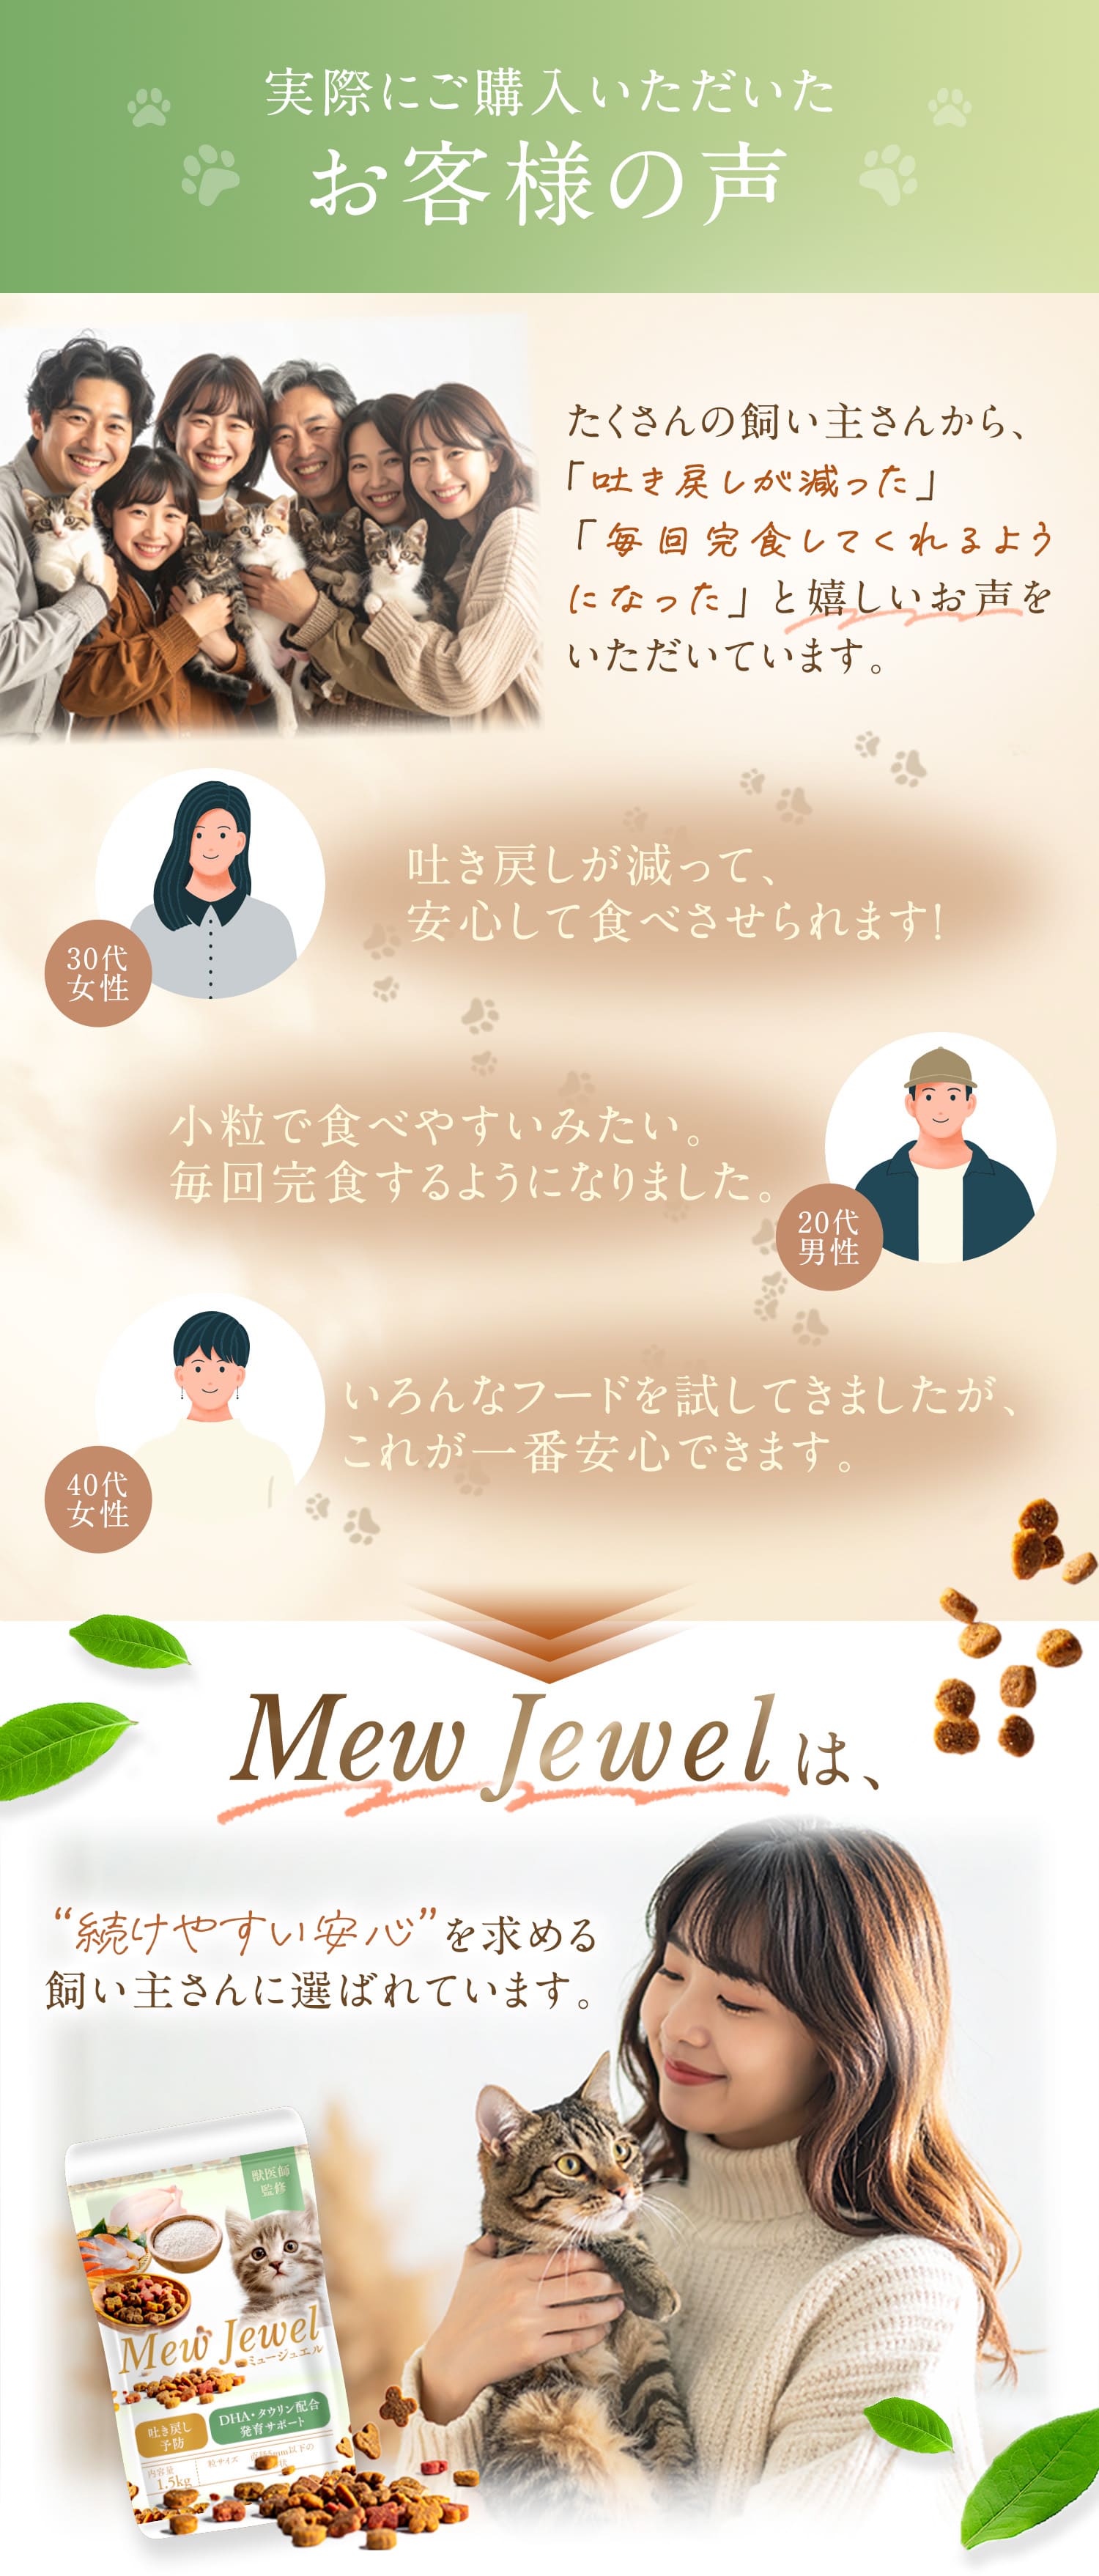 実際にご購入いただいた
お客様の声
たくさんの飼い主さんから、
「吐き戻しが減った」
「毎回完食してくれるよう
になった」と嬉しいお声を
いただいています。
吐き戻しが減って、
安心して食べさせられます!
30代
女性
小粒で食べやすいみたい。
毎回完食するようになりました。
20代
男性
いろんなフードを試してきましたが、
これが一番安心できます。
40代
女性
Mew Jewelは、
“続けやすい安心”を求める
飼い主さんに選ばれています。
獣医師
監修
Mew Jewel
ミュージュエル
吐き戻し
予防
DHA・タウリン配合
発育サポート
内容量
1.5kg
粒サイズ
以下の